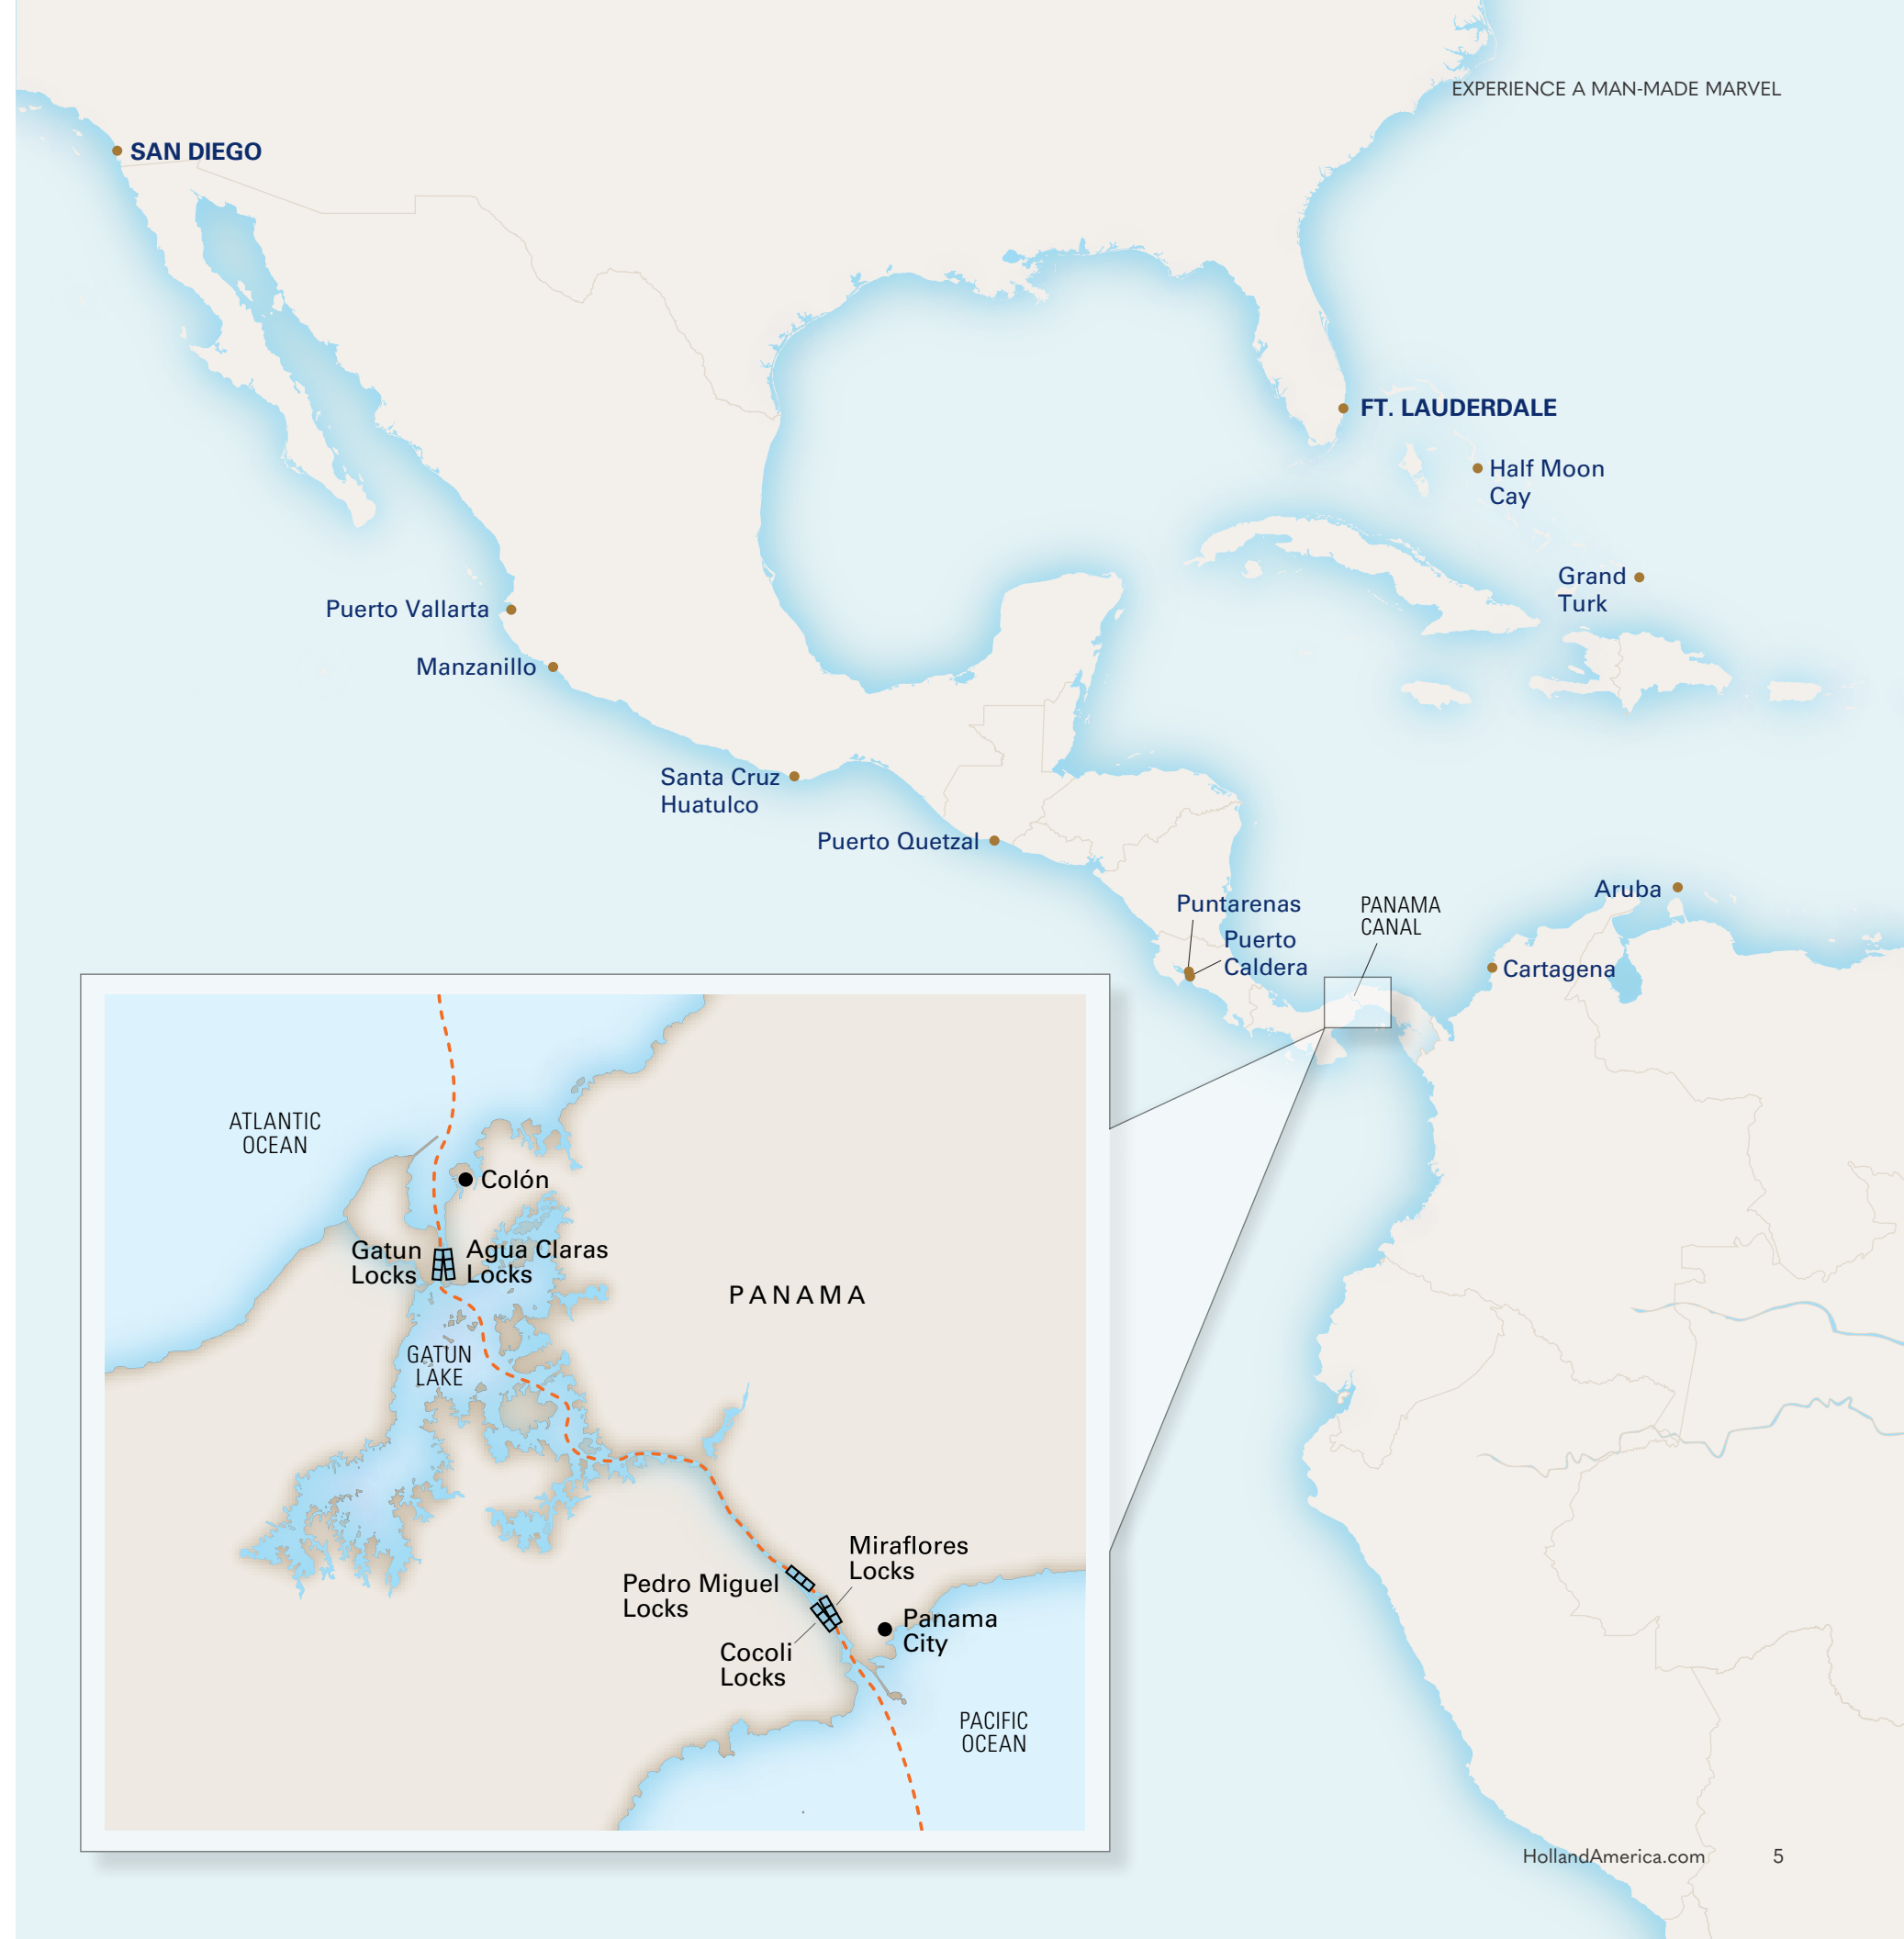 EXPERIENCE A MAN-MADE MARVEL
SAN DIEGO
FT. LAUDERDALE
Half Moon
Cay
Grand
Turk
Puerto Vallarta
Manzanillo
Santa Cruz
Huatulco
Puerto Quetzal
Aruba
Puntarenas
PANAMA
CANAL
Puerto
Caldera
Cartagena
ATLANTIC
OCEAN
Colón
Gatun
Locks
Agua Claras
Locks
PANAMA
GATUN
LAKE
Miraflores
Locks
Pedro Miguel
Locks
Panama
City
Cocoli
Locks
PACIFIC
OCEAN
HollandAmerica.com 5